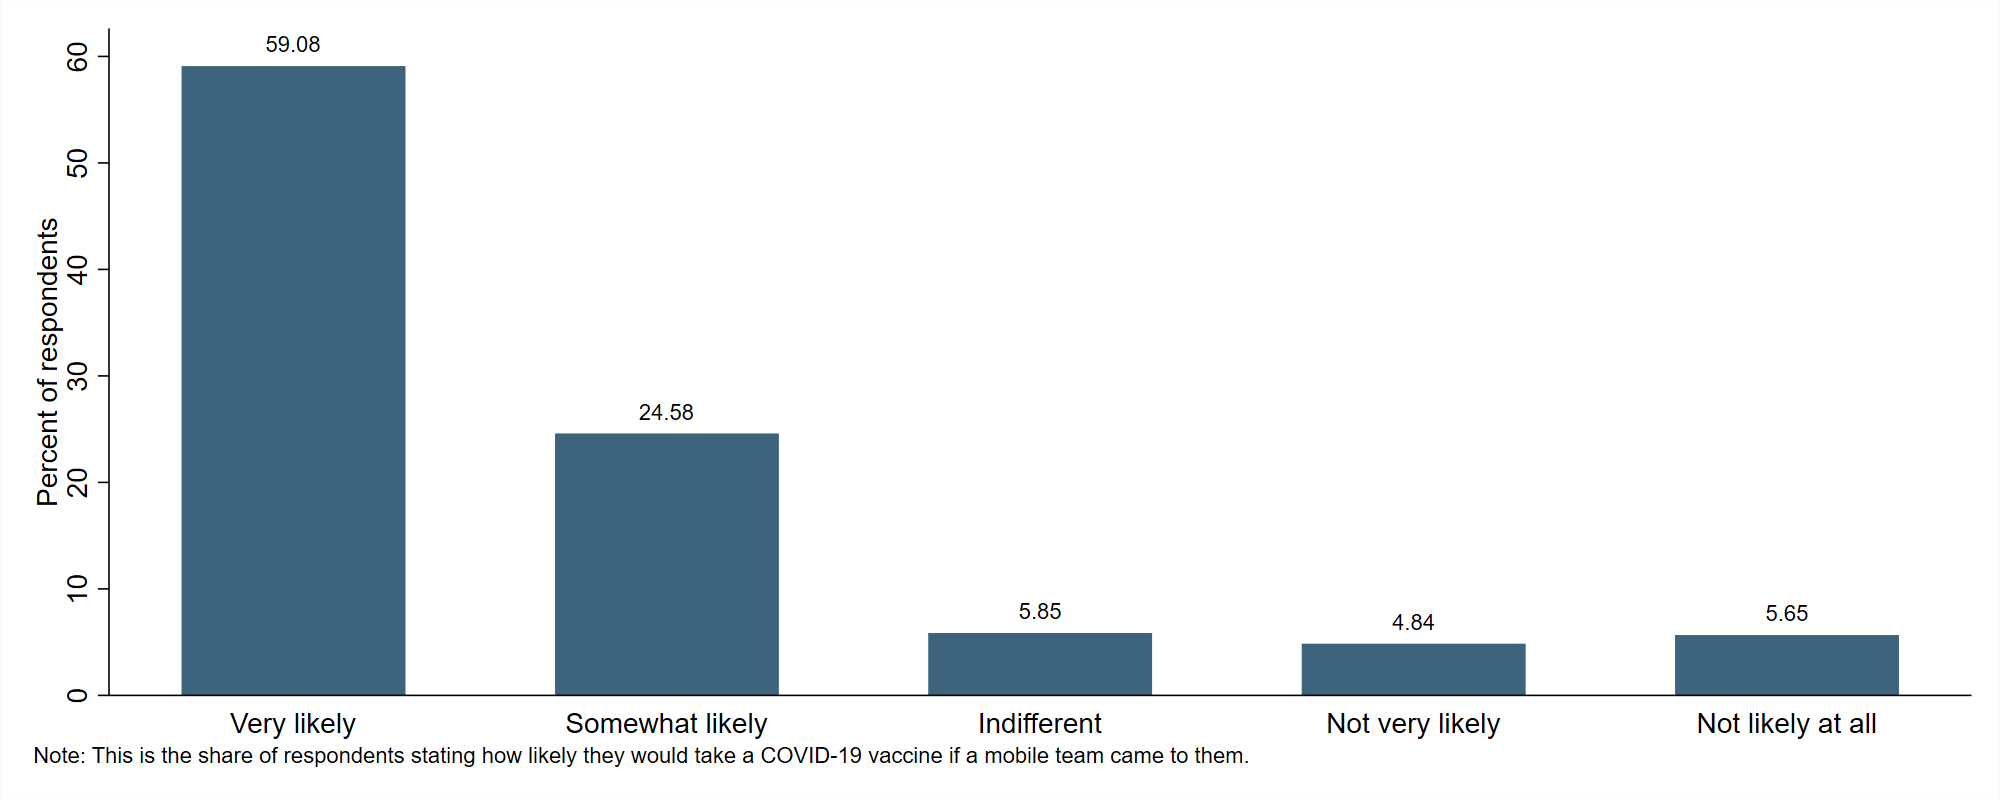 Percent of respondents
60
50
40
30
20
10
0
59.08
24.58
5.85
4.84
5.65
Very likely
Somewhat likely
Indifferent
Not very likely
Not likely at all
Note: This is the share of respondents stating how likely they would take a COVID-19 vaccine if a mobile team came to them.